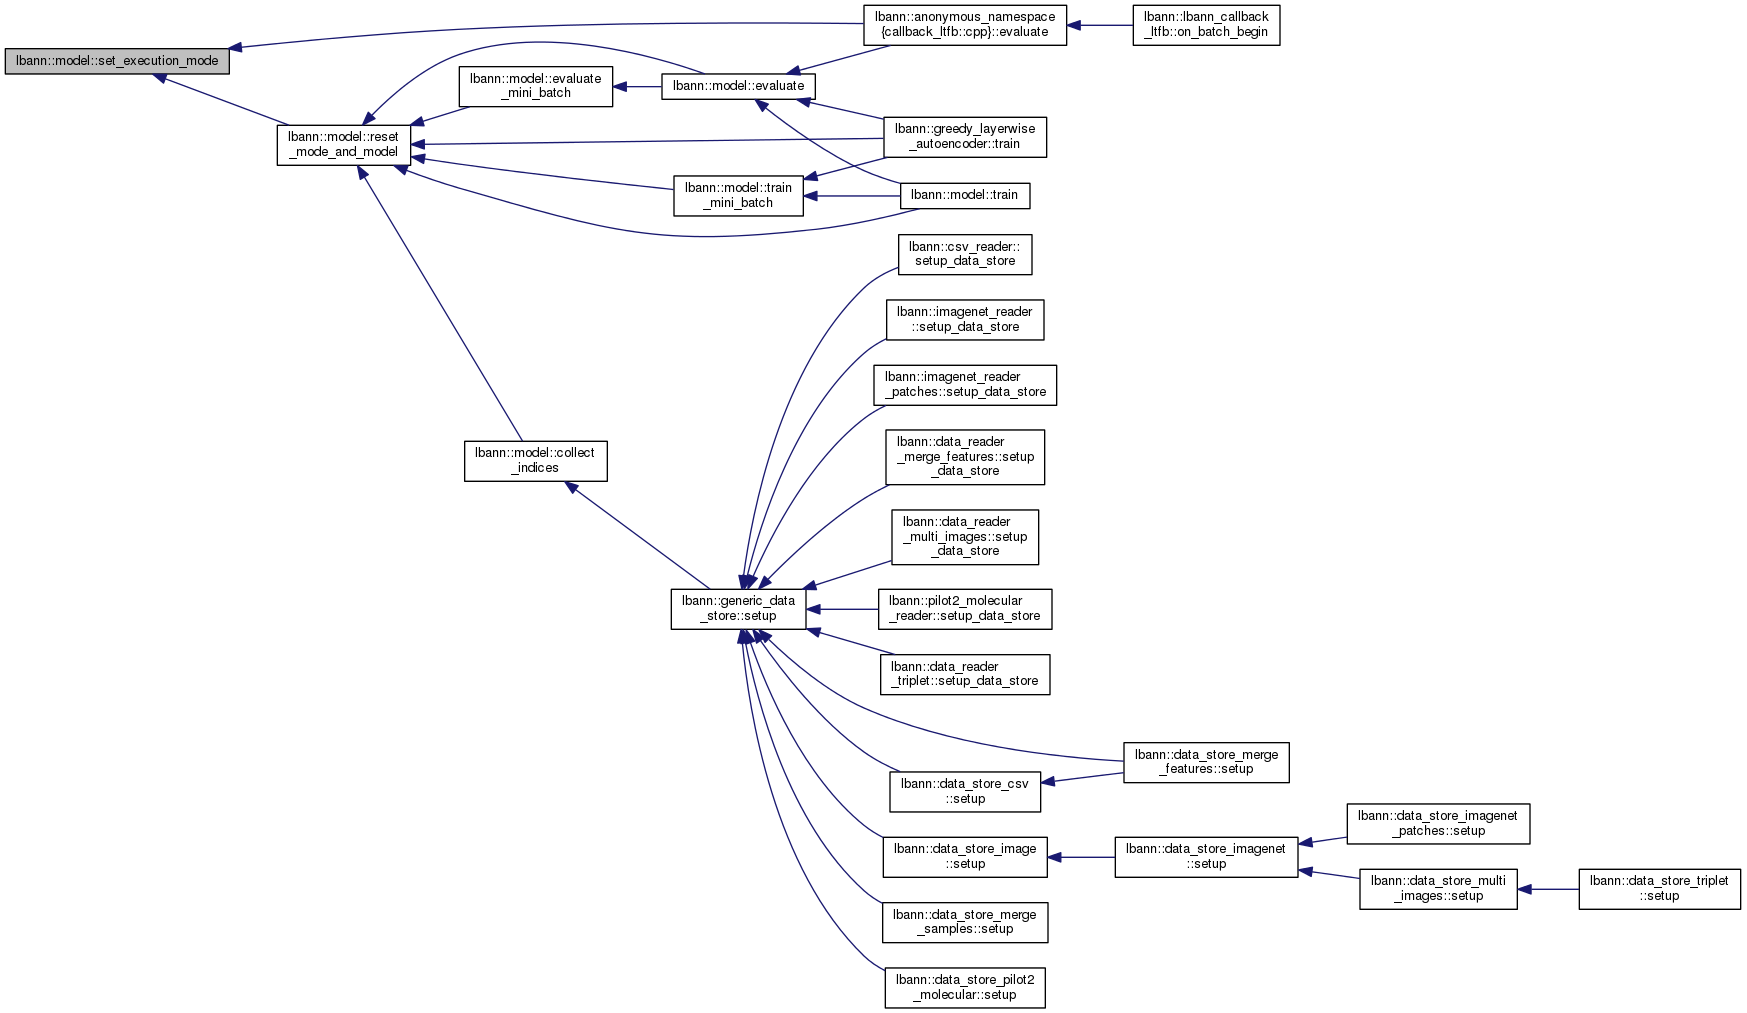 lbann::model::set_execution_mode
lbann::anonymous_namespace
{callback_ltfb::cpp}::evaluate
lbann::lbann_callback
_ltfb::on_batch_begin
lbann::model::reset
_mode_and_model
lbann::model::evaluate
_mini_batch
lbann::model::evaluate
lbann::greedy_layerwise
_autoencoder::train
lbann::model::train
_mini_batch
lbann::model::train
lbann::model::collect
_indices
lbann::generic_data
_store::setup
lbann::csv_reader::
setup_data_store
lbann::imagenet_reader
::setup_data_store
lbann::imagenet_reader
_patches::setup_data_store
lbann::data_reader
_merge_features::setup
_data_store
lbann::data_reader
_multi_images::setup
_data_store
lbann::pilot2_molecular
_reader::setup_data_store
lbann::data_reader
_triplet::setup_data_store
lbann::data_store_merge
_features::setup
lbann::data_store_csv
::setup
lbann::data_store_image
::setup
lbann::data_store_imagenet
::setup
lbann::data_store_imagenet
_patches::setup
lbann::data_store_multi
_images::setup
lbann::data_store_triplet
::setup
lbann::data_store_merge
_samples::setup
lbann::data_store_pilot2
_molecular::setup